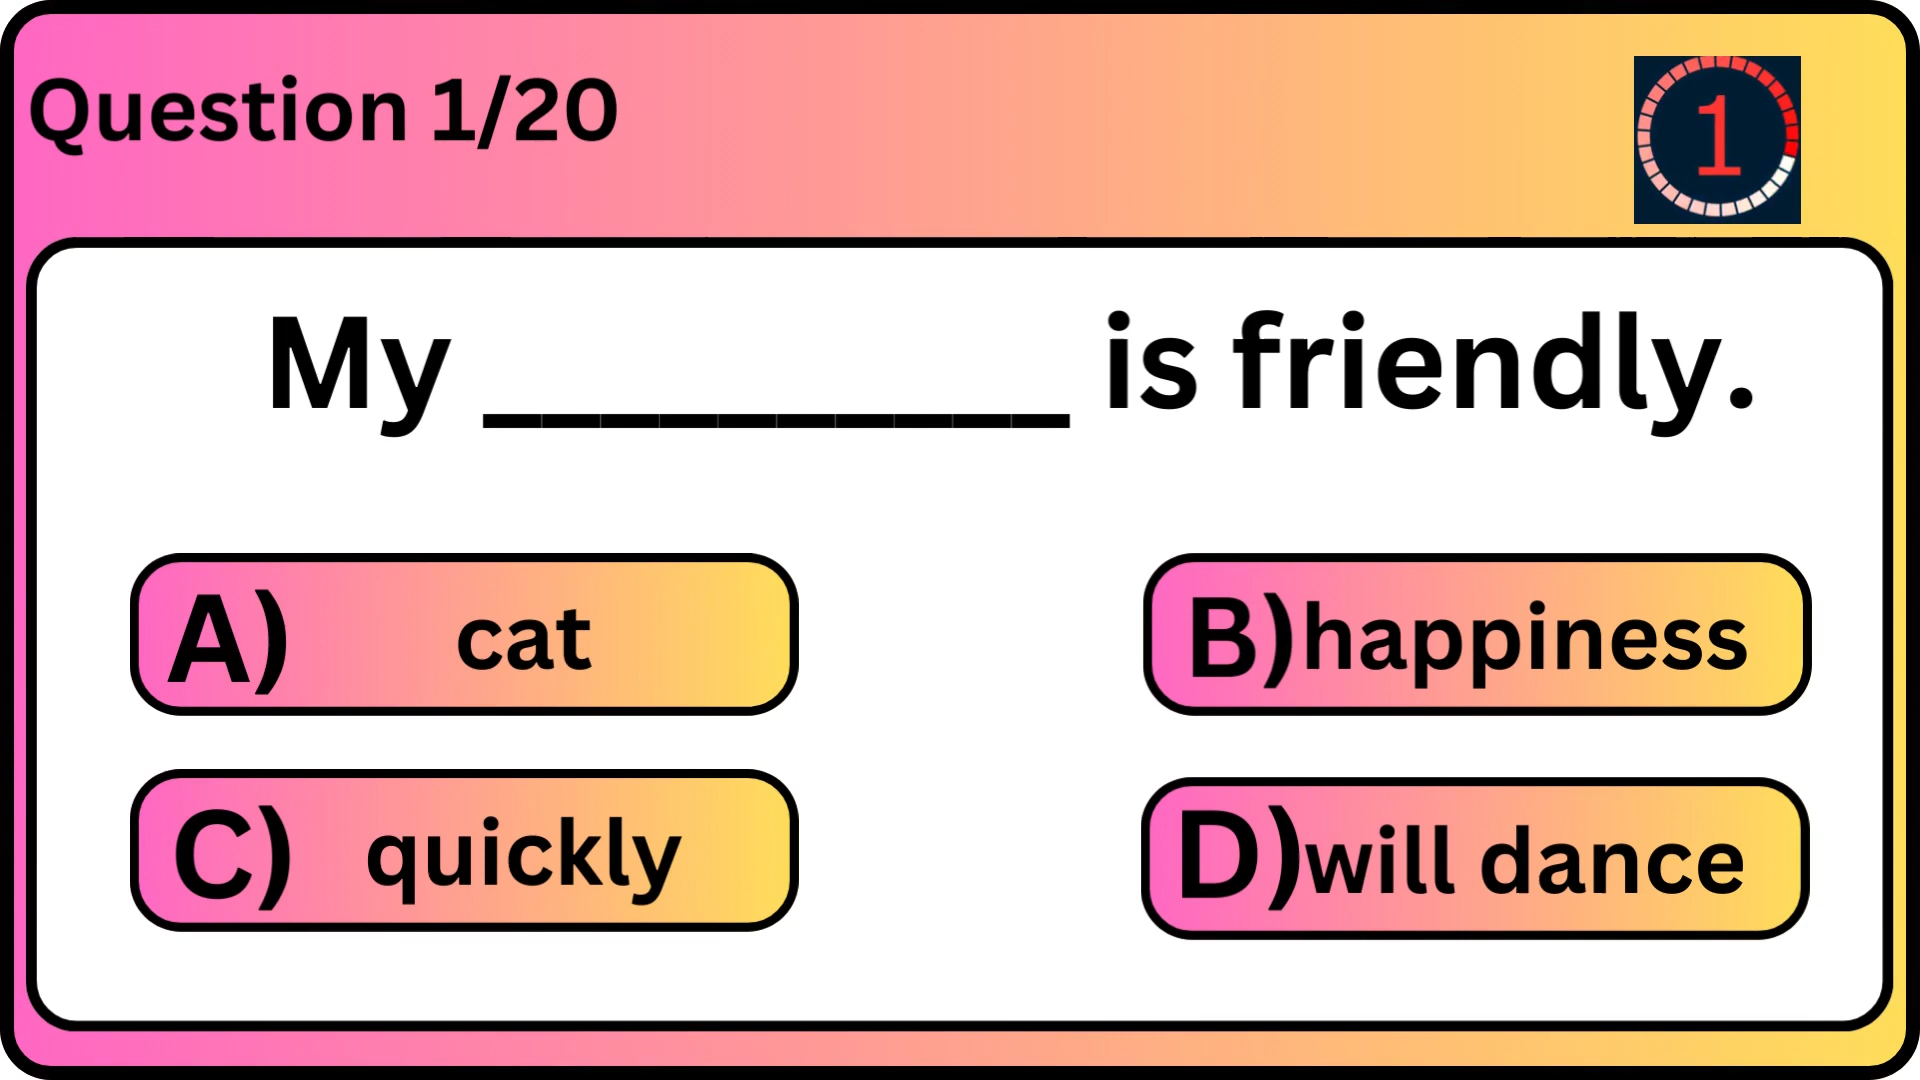 Question 1/20
1
My __________ is friendly.
A) cat
B) happiness
C) quickly
D) will dance